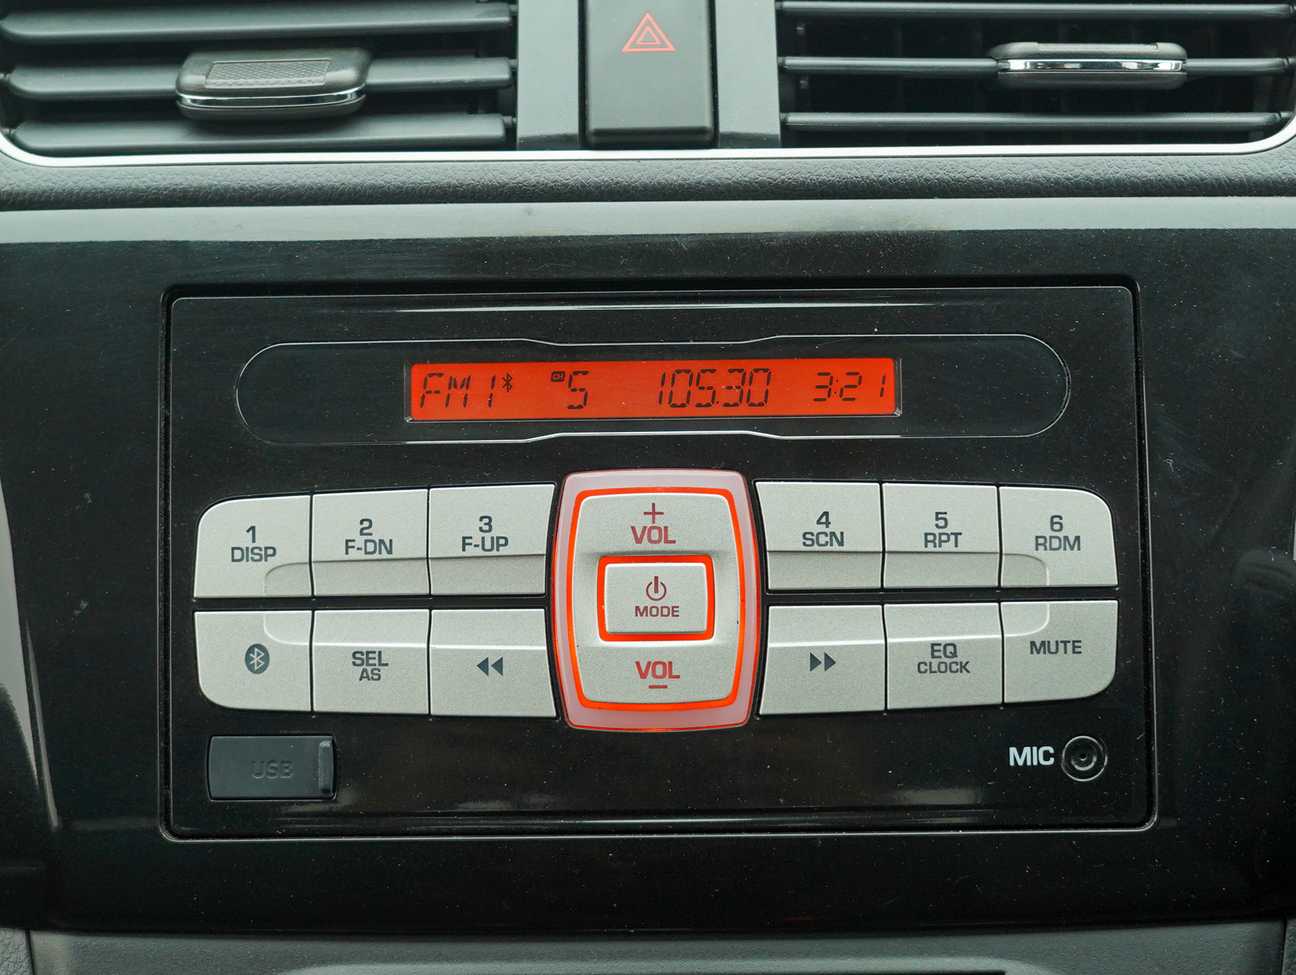 FM1 CH 5 105.30 3:21
1
DISP
2
F-DN
3
F-UP
+
VOL
MODE
VOL
−
4
SCN
5
RPT
6
RDM
SEL
AS
EQ
CLOCK
MUTE
USB
MIC